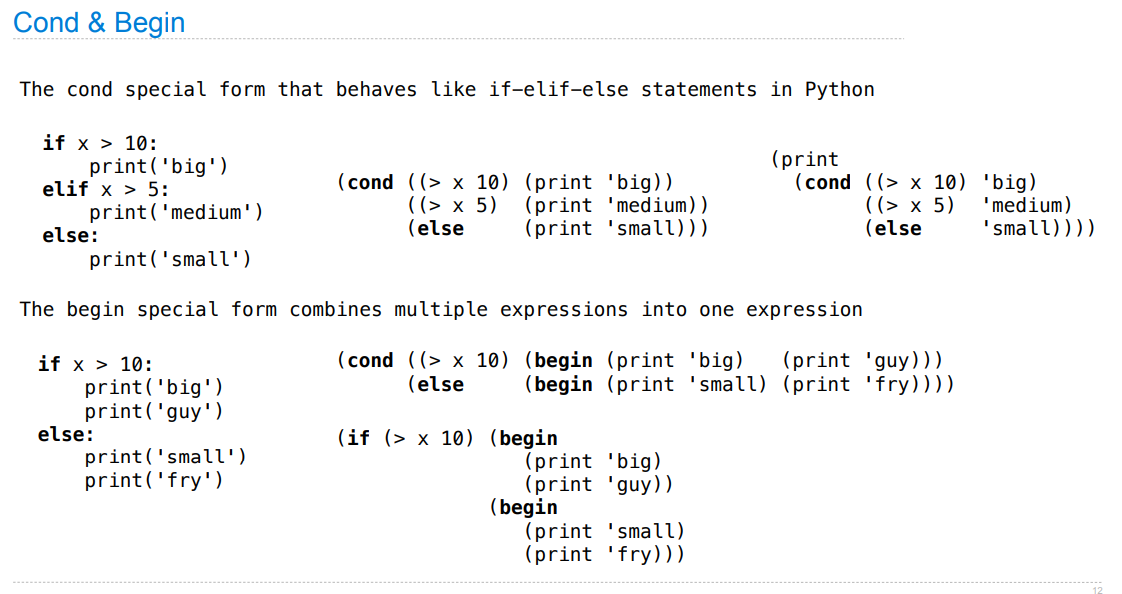 Cond & Begin
The cond special form that behaves like if-elif-else statements in Python
if x > 10:
    print('big')
elif x > 5:
    print('medium')
else:
    print('small')
(cond ((> x 10) (print 'big))
      ((> x 5)  (print 'medium))
      (else     (print 'small)))
(print
  (cond ((> x 10) 'big)
        ((> x 5)  'medium)
        (else     'small))))
The begin special form combines multiple expressions into one expression
if x > 10:
    print('big')
    print('guy')
else:
    print('small')
    print('fry')
(cond ((> x 10) (begin (print 'big)   (print 'guy)))
      (else     (begin (print 'small) (print 'fry))))
(if (> x 10) (begin
                (print 'big)
                (print 'guy))
             (begin
                (print 'small)
                (print 'fry)))
12